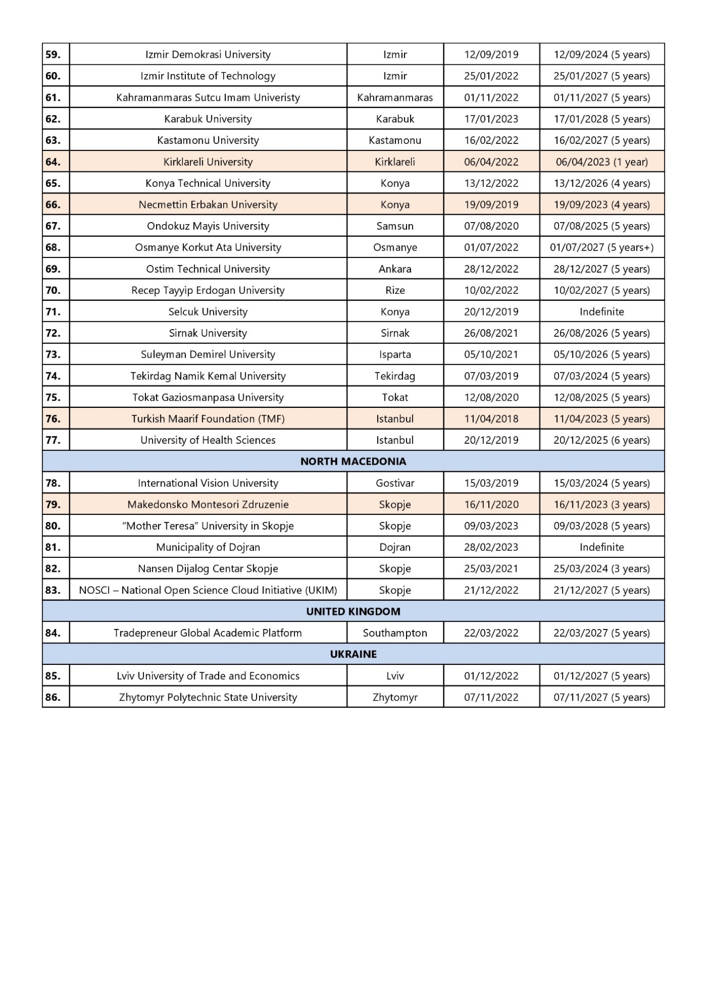 59. Izmir Demokrasi University Izmir 12/09/2019 12/09/2024 (5 years)
60. Izmir Institute of Technology Izmir 25/01/2022 25/01/2027 (5 years)
61. Kahramanmaras Sutcu Imam Univeristy Kahramanmaras 01/11/2022 01/11/2027 (5 years)
62. Karabuk University Karabuk 17/01/2023 17/01/2028 (5 years)
63. Kastamonu University Kastamonu 16/02/2022 16/02/2027 (5 years)
64. Kirklareli University Kirklareli 06/04/2022 06/04/2023 (1 year)
65. Konya Technical University Konya 13/12/2022 13/12/2026 (4 years)
66. Necmettin Erbakan University Konya 19/09/2019 19/09/2023 (4 years)
67. Ondokuz Mayis University Samsun 07/08/2020 07/08/2025 (5 years)
68. Osmanye Korkut Ata University Osmanye 01/07/2022 01/07/2027 (5 years+)
69. Ostim Technical University Ankara 28/12/2022 28/12/2027 (5 years)
70. Recep Tayyip Erdogan University Rize 10/02/2022 10/02/2027 (5 years)
71. Selcuk University Konya 20/12/2019 Indefinite
72. Sirnak University Sirnak 26/08/2021 26/08/2026 (5 years)
73. Suleyman Demirel University Isparta 05/10/2021 05/10/2026 (5 years)
74. Tekirdag Namik Kemal University Tekirdag 07/03/2019 07/03/2024 (5 years)
75. Tokat Gaziosmanpasa University Tokat 12/08/2020 12/08/2025 (5 years)
76. Turkish Maarif Foundation (TMF) Istanbul 11/04/2018 11/04/2023 (5 years)
77. University of Health Sciences Istanbul 20/12/2019 20/12/2025 (6 years)
NORTH MACEDONIA
78. International Vision University Gostivar 15/03/2019 15/03/2024 (5 years)
79. Makedonsko Montesori Zdruzenie Skopje 16/11/2020 16/11/2023 (3 years)
80. “Mother Teresa” University in Skopje Skopje 09/03/2023 09/03/2028 (5 years)
81. Municipality of Dojran Dojran 28/02/2023 Indefinite
82. Nansen Dijalog Centar Skopje Skopje 25/03/2021 25/03/2024 (3 years)
83. NOSCI – National Open Science Cloud Initiative (UKIM) Skopje 21/12/2022 21/12/2027 (5 years)
UNITED KINGDOM
84. Tradepreneur Global Academic Platform Southampton 22/03/2022 22/03/2027 (5 years)
UKRAINE
85. Lviv University of Trade and Economics Lviv 01/12/2022 01/12/2027 (5 years)
86. Zhytomyr Polytechnic State University Zhytomyr 07/11/2022 07/11/2027 (5 years)